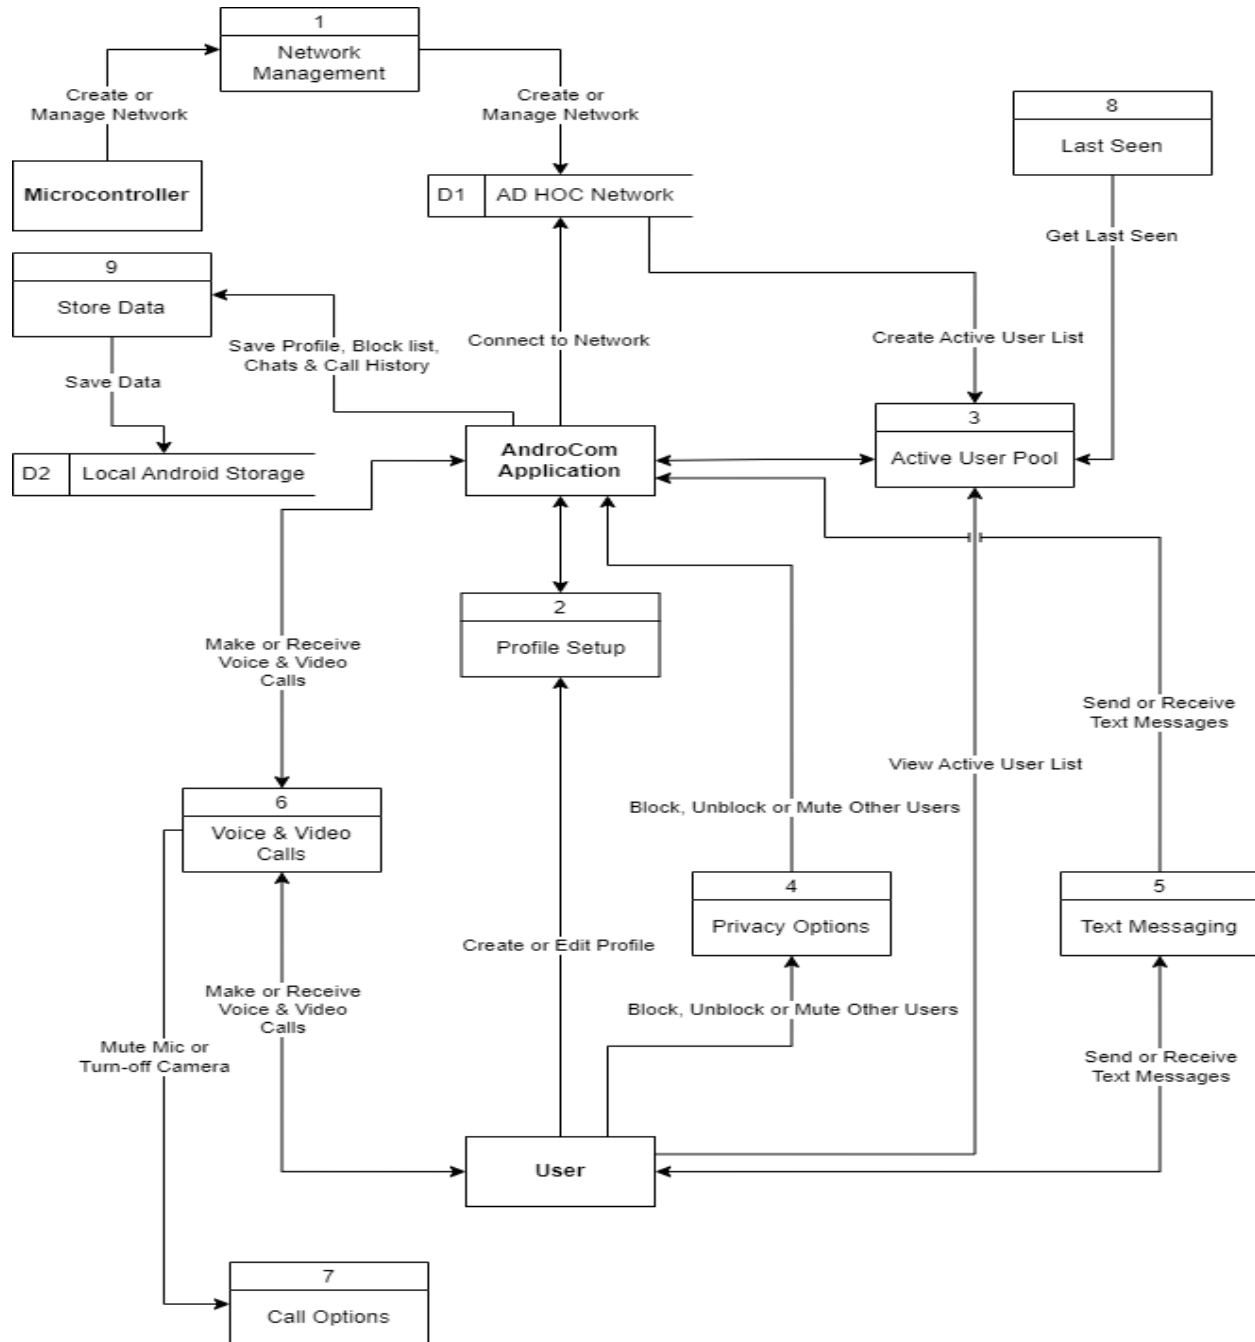 1
Network
Management
Create or
Manage Network
Create or
Manage Network
8
Last Seen
Microcontroller
D1
AD HOC Network
Get Last Seen
9
Store Data
Save Profile, Block list,
Chats & Call History
Connect to Network
Create Active User List
Save Data
3
Active User Pool
AndroCom
Application
D2
Local Android Storage
2
Profile Setup
Make or Receive
Voice & Video
Calls
Send or Receive
Text Messages
View Active User List
6
Voice & Video
Calls
Block, Unblock or Mute Other Users
4
Privacy Options
5
Text Messaging
Create or Edit Profile
Make or Receive
Voice & Video
Calls
Block, Unblock or Mute Other Users
Mute Mic or
Turn-off Camera
Send or Receive
Text Messages
User
7
Call Options